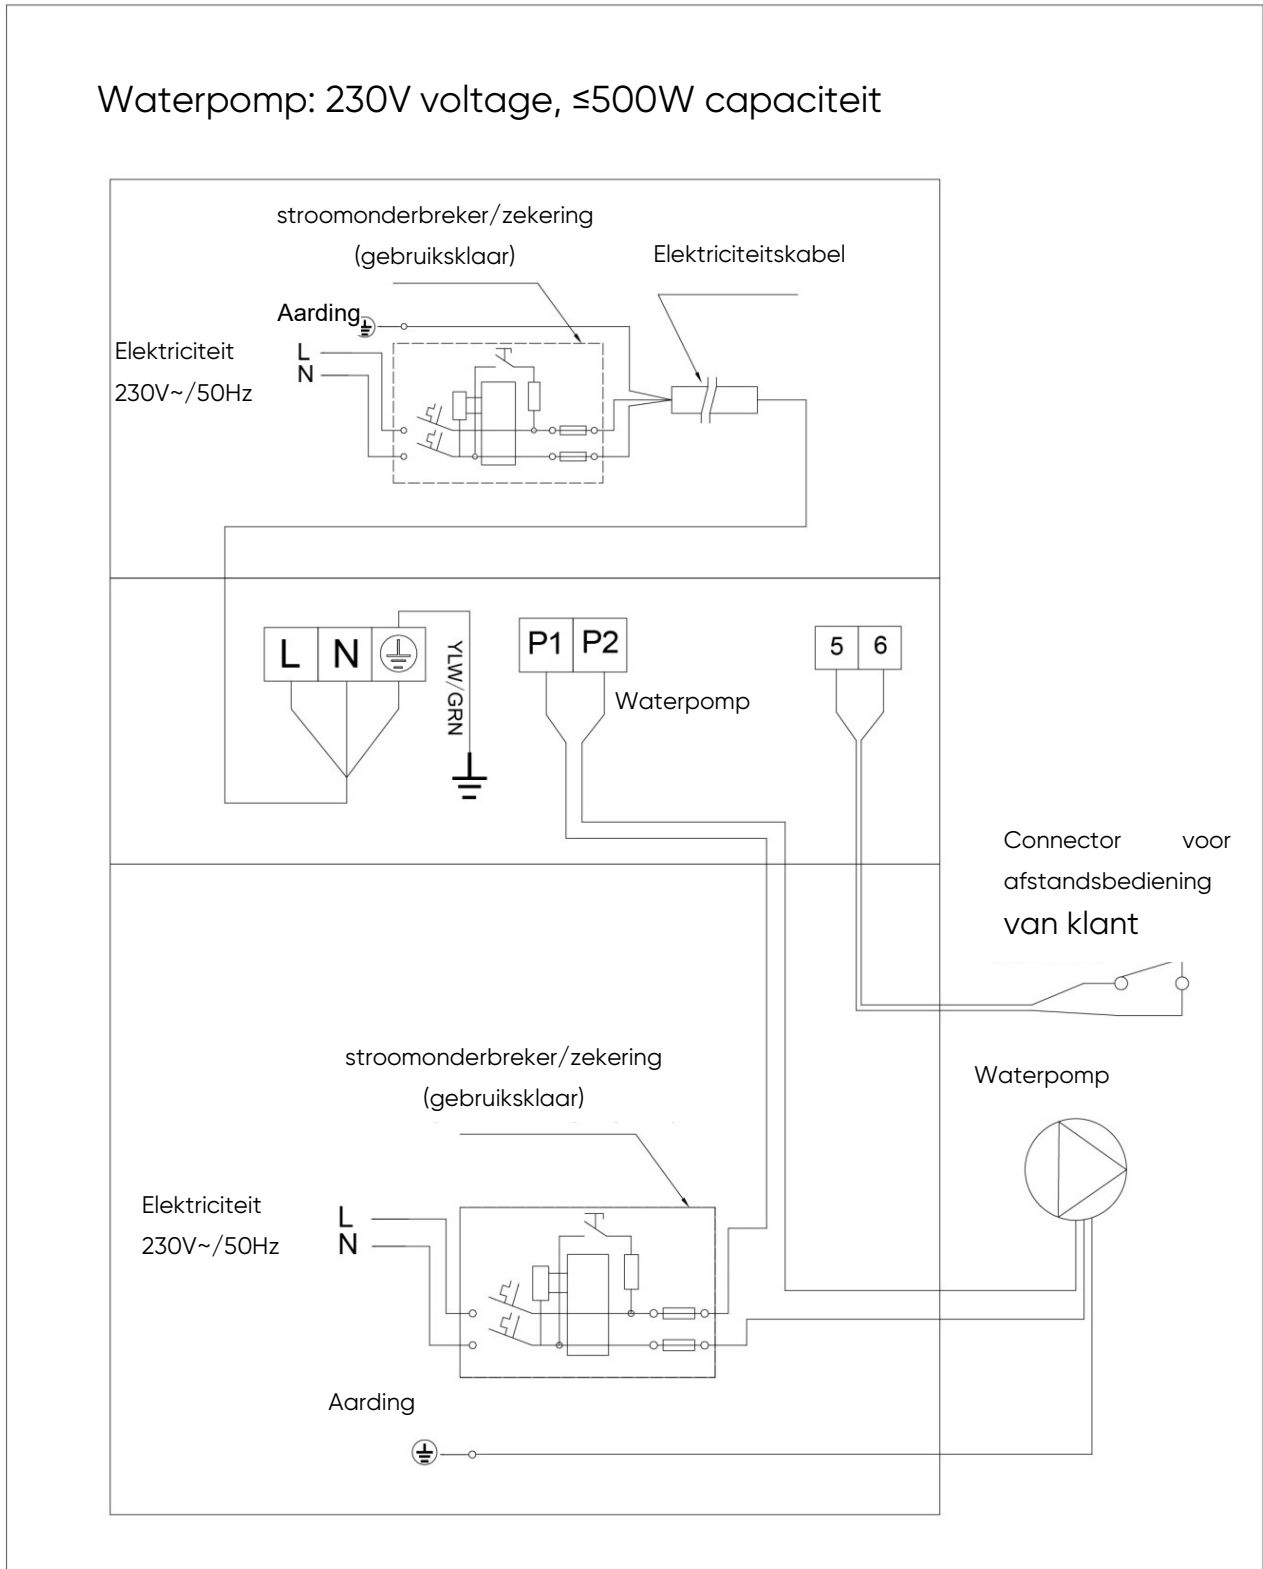 Waterpomp: 230V voltage, ≤500W capaciteit
stroomonderbreker/zekering
(gebruiksklaar)
Elektriciteitskabel
Aarding
Elektriciteit
230V~/50Hz
L
N
L N
YLW/GRN
P1 P2
Waterpomp
5 6
Connector voor
afstandsbediening
van klant
stroomonderbreker/zekering
(gebruiksklaar)
Waterpomp
Elektriciteit
230V~/50Hz
L
N
Aarding